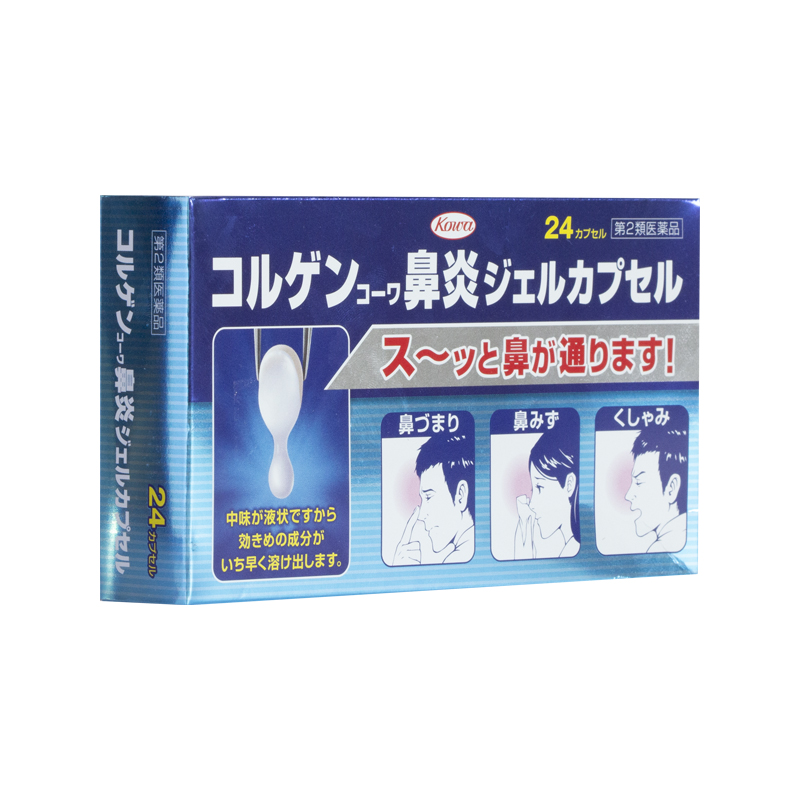 第2類医薬品
コルゲンコーワ鼻炎ジェルカプセル
24カプセル
Kowa
24カプセル 第2類医薬品
コルゲンコーワ鼻炎ジェルカプセル
ス〜ッと鼻が通ります!
鼻づまり
鼻みず
くしゃみ
中味が液状ですから
効きめの成分が
いち早く溶け出します。